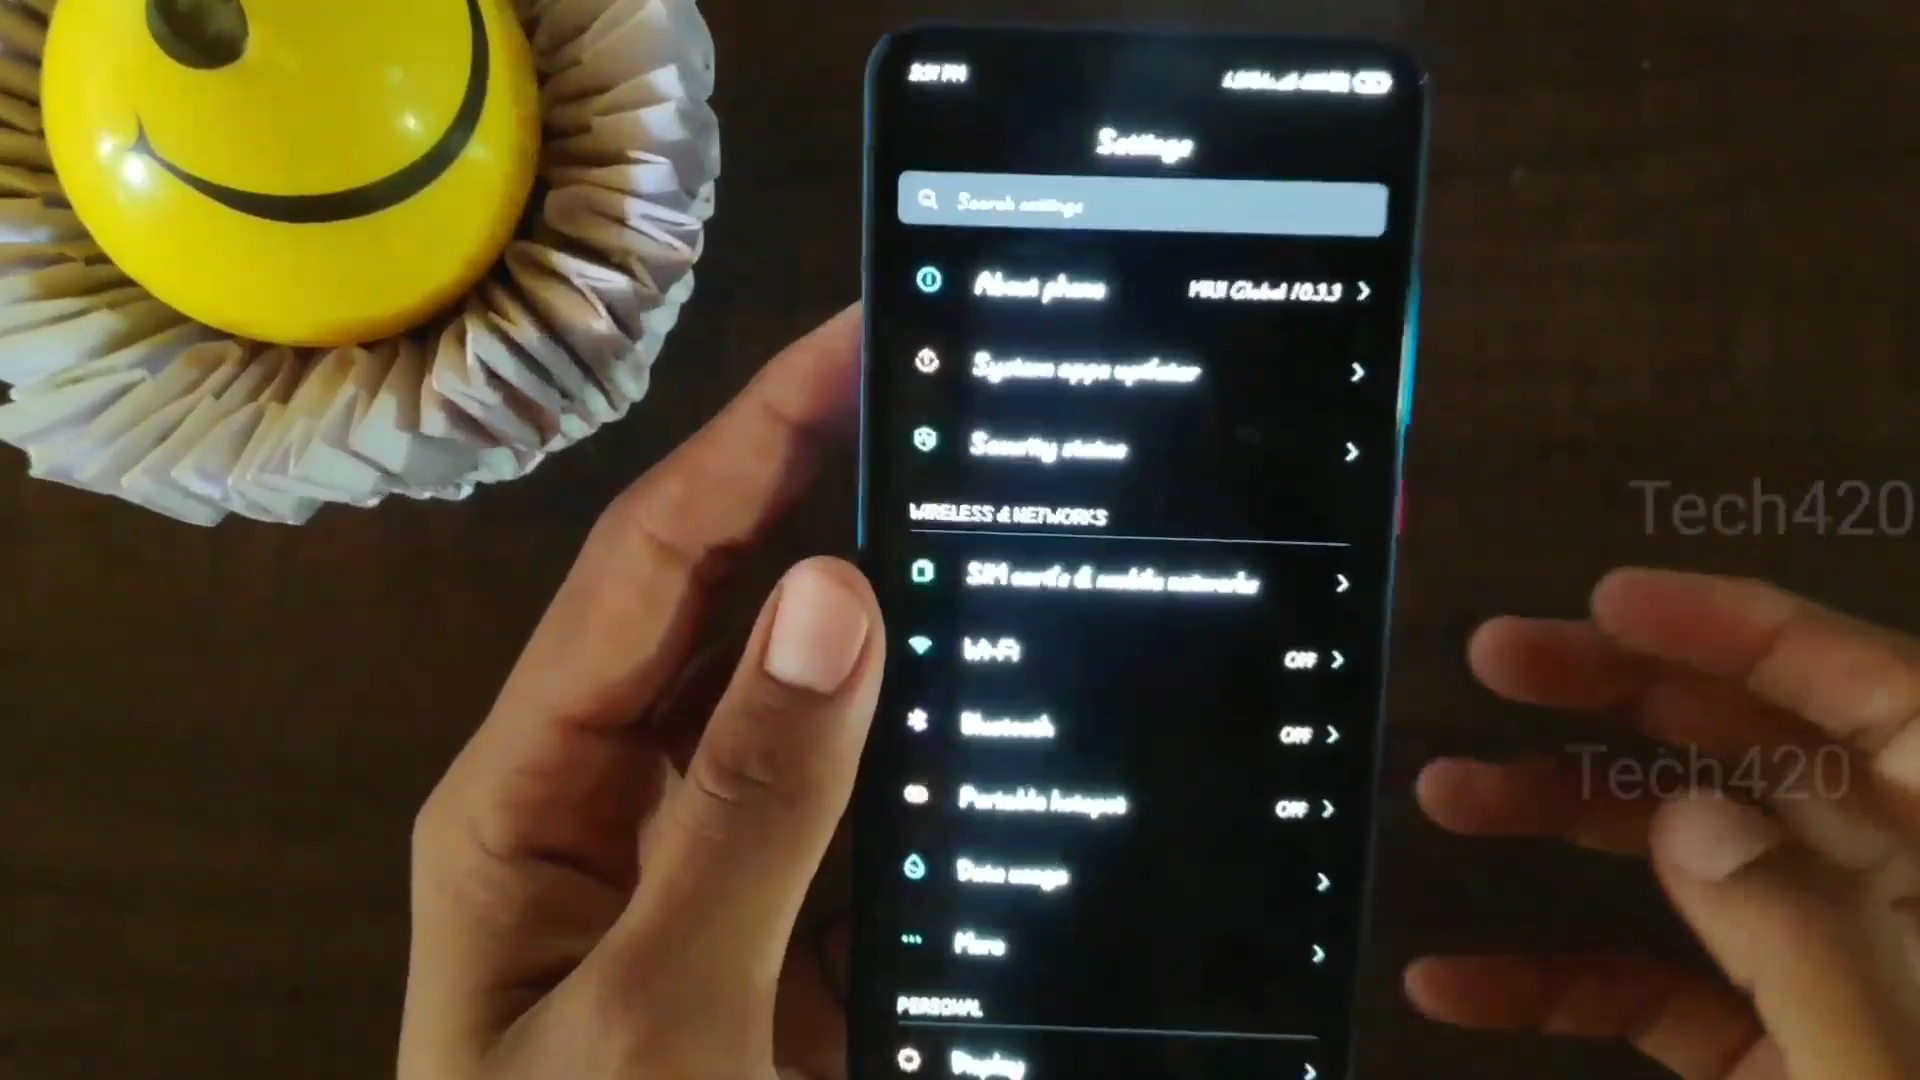 Settings
Search settings
About phone MIUI Global 10.3.3
System apps updater
Security status
WIRELESS & NETWORKS
SIM cards & mobile networks
Wi-Fi OFF
Bluetooth OFF
Portable hotspot OFF
Data usage
More
PERSONAL
Display
Tech420
Tech420